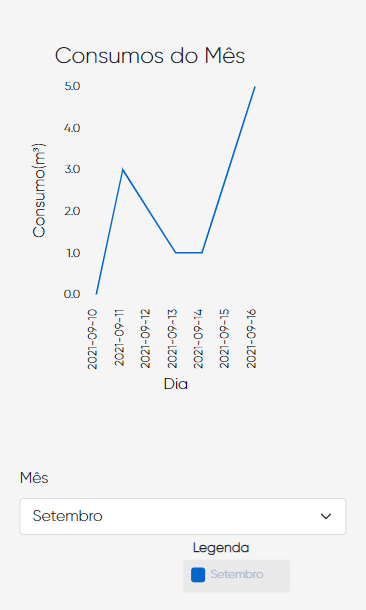 Consumos do Mês
5.0
4.0
3.0
2.0
1.0
0.0
Consumo(m³)
2021-09-10
2021-09-11
2021-09-12
2021-09-13
2021-09-14
2021-09-15
2021-09-16
Dia
Mês
Setembro
Legenda
Setembro